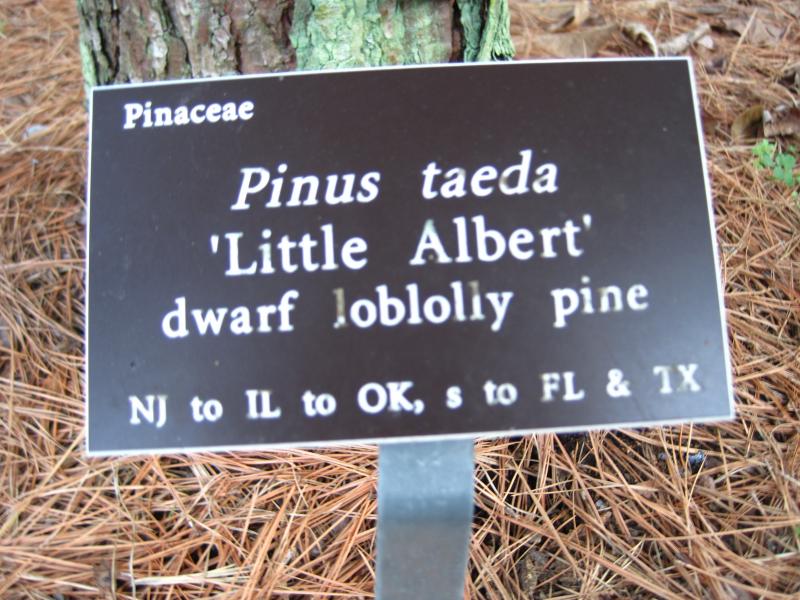 Pinaceae
Pinus taeda
'Little Albert'
dwarf loblolly pine
NJ to IL to OK, s to FL & TX